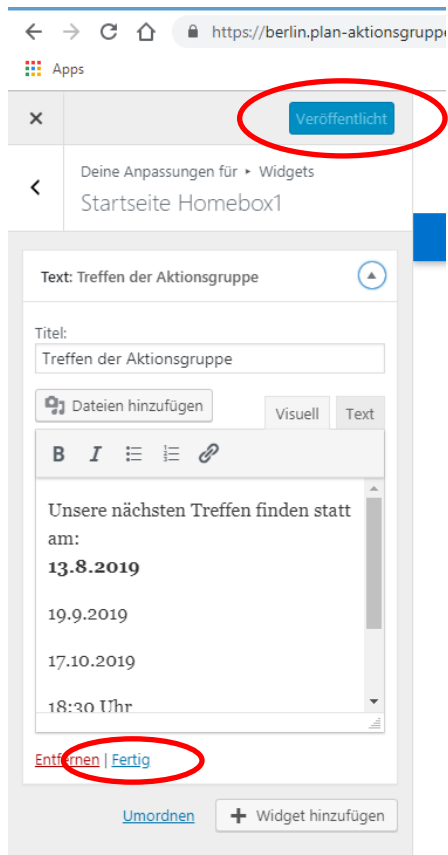 https://berlin.plan-aktionsgruppe
Apps
Veröffentlicht
Deine Anpassungen für ▸ Widgets
Startseite Homebox1
Text: Treffen der Aktionsgruppe
Titel:
Treffen der Aktionsgruppe
Dateien hinzufügen
Visuell Text
B I
Unsere nächsten Treffen finden statt
am:
13.8.2019
19.9.2019
17.10.2019
18:30 Uhr
Entfernen | Fertig
Umordnen + Widget hinzufügen